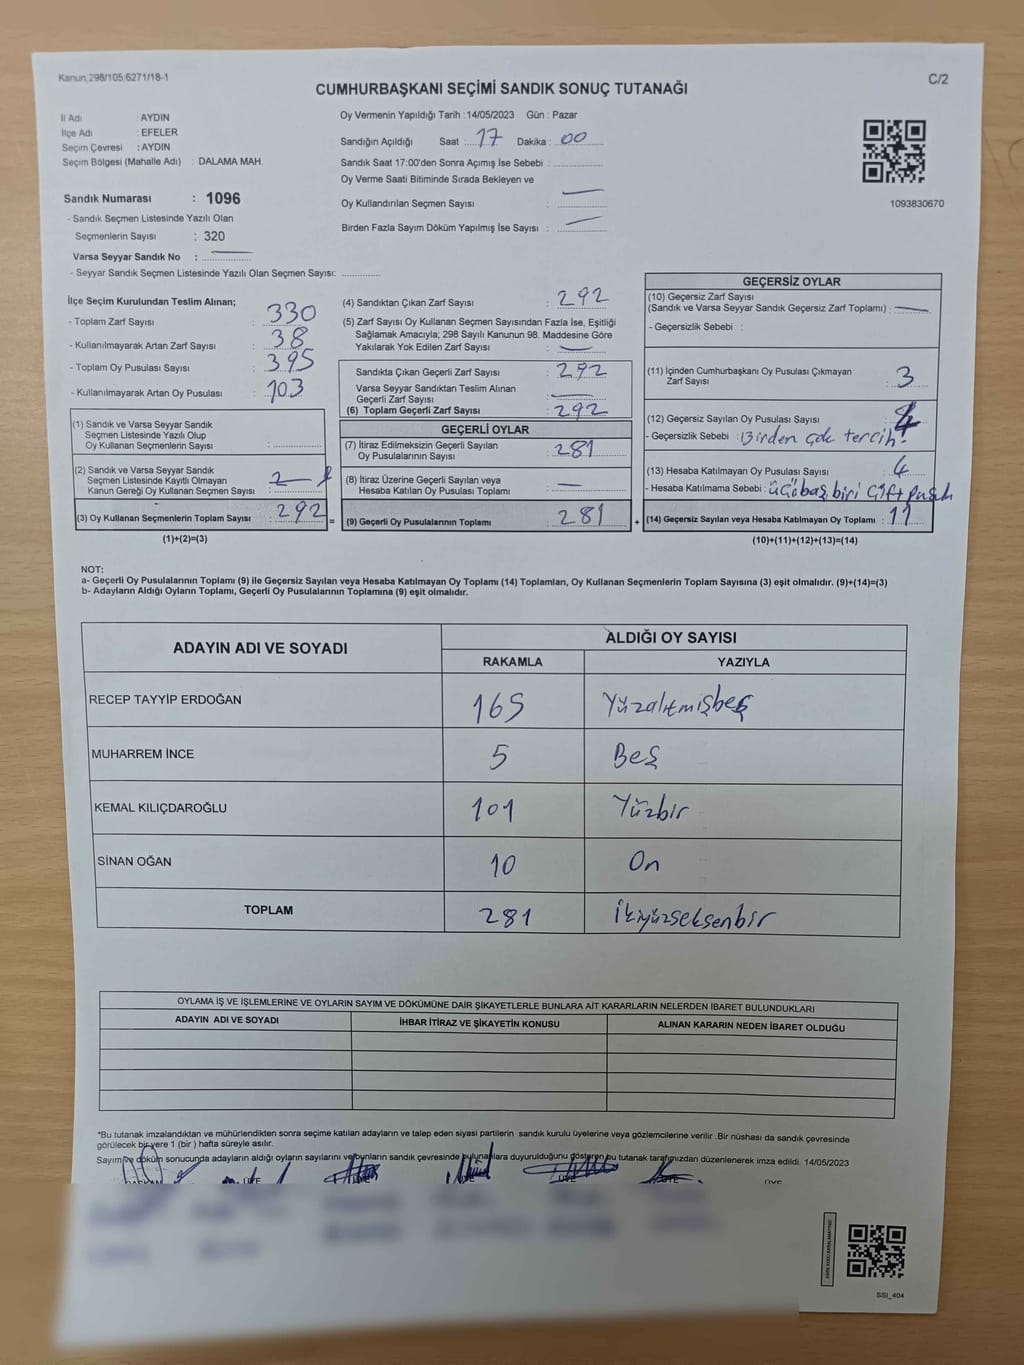 Kanun.298/105.6271/18-1
C/2
CUMHURBAŞKANI SEÇİMİ SANDIK SONUÇ TUTANAĞI
İl Adı : AYDIN
İlçe Adı : EFELER
Seçim Çevresi : AYDIN
Seçim Bölgesi (Mahalle Adı) : DALAMA MAH.
Sandık Numarası : 1096
- Sandık Seçmen Listesinde Yazılı Olan
Seçmenlerin Sayısı : 320
Varsa Seyyar Sandık No :
- Seyyar Sandık Seçmen Listesinde Yazılı Olan Seçmen Sayısı:
Oy Vermenin Yapıldığı Tarih : 14/05/2023 Gün : Pazar
Sandığın Açıldığı Saat : 17 Dakika : 00
Sandık Saat 17:00'den Sonra Açımış İse Sebebi :
Oy Verme Saati Bitiminde Sırada Bekleyen ve
Oy Kullandırılan Seçmen Sayısı :
Birden Fazla Sayım Döküm Yapılmış İse Sayısı :
1093830670
İlçe Seçim Kurulundan Teslim Alınan;
- Toplam Zarf Sayısı : 330
- Kullanılmayarak Artan Zarf Sayısı : 38
- Toplam Oy Pusulası Sayısı : 395
- Kullanılmayarak Artan Oy Pusulası : 103
(1) Sandık ve Varsa Seyyar Sandık
Seçmen Listesinde Yazılı Olup
Oy Kullanan Seçmenlerin Sayısı :
(2) Sandık ve Varsa Seyyar Sandık
Seçmen Listesinde Kayıtlı Olmayan
Kanun Gereği Oy Kullanan Seçmen Sayısı : 2
(3) Oy Kullanan Seçmenlerin Toplam Sayısı : 292 =
(1)+(2)=(3)
(4) Sandıktan Çıkan Zarf Sayısı : 292
(5) Zarf Sayısı Oy Kullanan Seçmen Sayısından Fazla İse, Eşitliği
Sağlamak Amacıyla; 298 Sayılı Kanunun 98. Maddesine Göre
Yakılarak Yok Edilen Zarf Sayısı :
Sandıkta Çıkan Geçerli Zarf Sayısı : 292
Varsa Seyyar Sandıktan Teslim Alınan
Geçerli Zarf Sayısı :
(6) Toplam Geçerli Zarf Sayısı : 292
GEÇERLİ OYLAR
(7) İtiraz Edilmeksizin Geçerli Sayılan
Oy Pusulalarının Sayısı : 281
(8) İtiraz Üzerine Geçerli Sayılan veya
Hesaba Katılan Oy Pusulası Toplamı :
(9) Geçerli Oy Pusulalarının Toplamı : 281 +
GEÇERSİZ OYLAR
(10) Geçersiz Zarf Sayısı
(Sandık ve Varsa Seyyar Sandık Geçersiz Zarf Toplamı) :
- Geçersizlik Sebebi :
(11) İçinden Cumhurbaşkanı Oy Pusulası Çıkmayan
Zarf Sayısı : 3
(12) Geçersiz Sayılan Oy Pusulası Sayısı : 4
- Geçersizlik Sebebi : Birden çok tercih
(13) Hesaba Katılmayan Oy Pusulası Sayısı : 4
- Hesaba Katılmama Sebebi : üçü boş biri çift pusula
(14) Geçersiz Sayılan veya Hesaba Katılmayan Oy Toplamı : 11
(10)+(11)+(12)+(13)=(14)
NOT:
a- Geçerli Oy Pusulalarının Toplamı (9) ile Geçersiz Sayılan veya Hesaba Katılmayan Oy Toplamı (14) Toplamları, Oy Kullanan Seçmenlerin Toplam Sayısına (3) eşit olmalıdır. (9)+(14)=(3)
b- Adayların Aldığı Oyların Toplamı, Geçerli Oy Pusulalarının Toplamına (9) eşit olmalıdır.
ADAYIN ADI VE SOYADI ALDIĞI OY SAYISI
RAKAMLA YAZIYLA
RECEP TAYYİP ERDOĞAN 165 Yüzaltmışbeş
MUHARREM İNCE 5 Beş
KEMAL KILIÇDAROĞLU 101 Yüzbir
SİNAN OĞAN 10 On
TOPLAM 281 İkiyüzseksenbir
OYLAMA İŞ VE İŞLEMLERİNE VE OYLARIN SAYIM VE DÖKÜMÜNE DAİR ŞİKAYETLERLE BUNLARA AİT KARARLARIN NELERDEN İBARET BULUNDUKLARI
ADAYIN ADI VE SOYADI İHBAR İTİRAZ VE ŞİKAYETİN KONUSU ALINAN KARARIN NEDEN İBARET OLDUĞU
*Bu tutanak imzalandıktan ve mühürlendikten sonra seçime katılan adayların ve talep eden siyasi partilerin sandık kurulu üyelerine veya gözlemcilerine verilir .Bir nüshası da sandık çevresinde
görülecek bir yere 1 (bir ) hafta süreyle asılır.
Sayım ve döküm sonucunda adayların aldığı oyların sayılarını ve bunların sandık çevresinde bulunanlara duyurulduğunu gösteren bu tutanak tarafımızdan düzenlenerek imza edildi. 14/05/2023
BAŞKAN ÜYE ÜYE ÜYE ÜYE
SSI_404